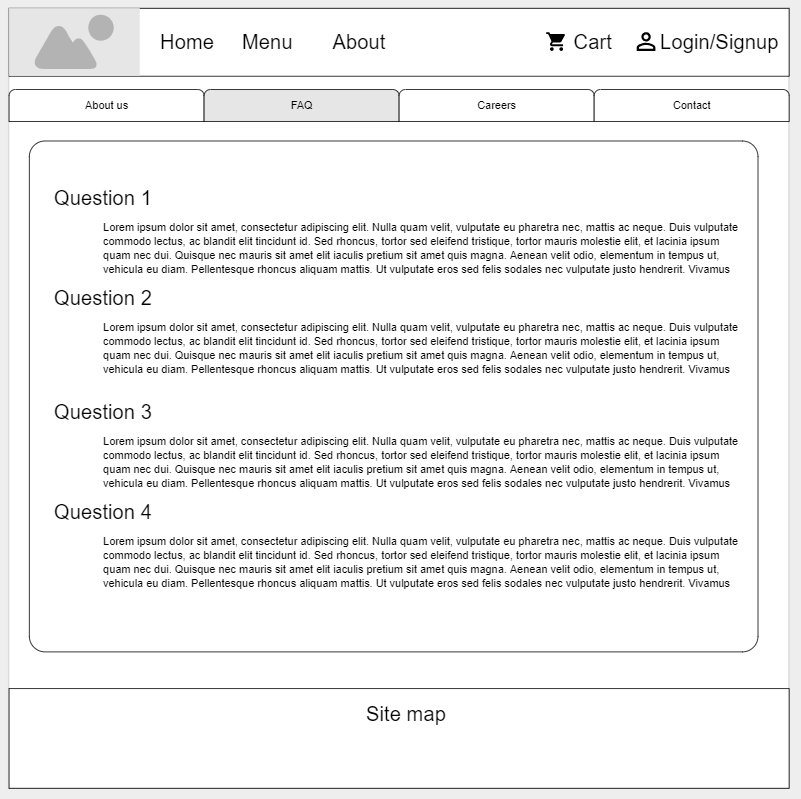 Home Menu About Cart Login/Signup
About us FAQ Careers Contact
Question 1
Lorem ipsum dolor sit amet, consectetur adipiscing elit. Nulla quam velit, vulputate eu pharetra nec, mattis ac neque. Duis vulputate
commodo lectus, ac blandit elit tincidunt id. Sed rhoncus, tortor sed eleifend tristique, tortor mauris molestie elit, et lacinia ipsum
quam nec dui. Quisque nec mauris sit amet elit iaculis pretium sit amet quis magna. Aenean velit odio, elementum in tempus ut,
vehicula eu diam. Pellentesque rhoncus aliquam mattis. Ut vulputate eros sed felis sodales nec vulputate justo hendrerit. Vivamus
Question 2
Lorem ipsum dolor sit amet, consectetur adipiscing elit. Nulla quam velit, vulputate eu pharetra nec, mattis ac neque. Duis vulputate
commodo lectus, ac blandit elit tincidunt id. Sed rhoncus, tortor sed eleifend tristique, tortor mauris molestie elit, et lacinia ipsum
quam nec dui. Quisque nec mauris sit amet elit iaculis pretium sit amet quis magna. Aenean velit odio, elementum in tempus ut,
vehicula eu diam. Pellentesque rhoncus aliquam mattis. Ut vulputate eros sed felis sodales nec vulputate justo hendrerit. Vivamus
Question 3
Lorem ipsum dolor sit amet, consectetur adipiscing elit. Nulla quam velit, vulputate eu pharetra nec, mattis ac neque. Duis vulputate
commodo lectus, ac blandit elit tincidunt id. Sed rhoncus, tortor sed eleifend tristique, tortor mauris molestie elit, et lacinia ipsum
quam nec dui. Quisque nec mauris sit amet elit iaculis pretium sit amet quis magna. Aenean velit odio, elementum in tempus ut,
vehicula eu diam. Pellentesque rhoncus aliquam mattis. Ut vulputate eros sed felis sodales nec vulputate justo hendrerit. Vivamus
Question 4
Lorem ipsum dolor sit amet, consectetur adipiscing elit. Nulla quam velit, vulputate eu pharetra nec, mattis ac neque. Duis vulputate
commodo lectus, ac blandit elit tincidunt id. Sed rhoncus, tortor sed eleifend tristique, tortor mauris molestie elit, et lacinia ipsum
quam nec dui. Quisque nec mauris sit amet elit iaculis pretium sit amet quis magna. Aenean velit odio, elementum in tempus ut,
vehicula eu diam. Pellentesque rhoncus aliquam mattis. Ut vulputate eros sed felis sodales nec vulputate justo hendrerit. Vivamus
Site map